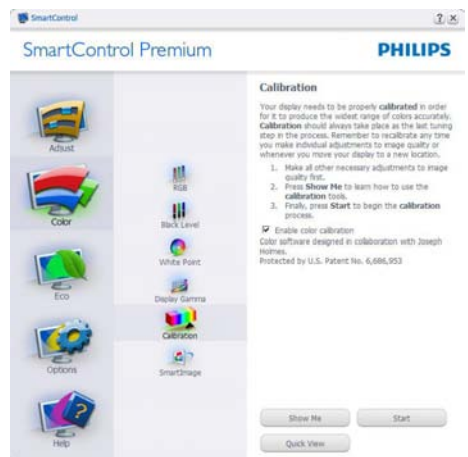 SmartControl
SmartControl Premium
PHILIPS
Adjust
Color
Eco
Options
Help
RGB
Black Level
White Point
Display Gamma
Calibration
SmartImage
Calibration
Your display needs to be properly calibrated in order
for it to produce the widest range of colors accurately.
Calibration should always take place as the last tuning
step in the process. Remember to recalibrate any time
you make individual adjustments to image quality or
whenever you move your display to a new location.
1. Make all other necessary adjustments to image
quality first.
2. Press Show Me to learn how to use the
calibration tools.
3. Finally, press Start to begin the calibration
process.
Enable color calibration
Color software designed in collaboration with Joseph
Holmes.
Protected by U.S. Patent No. 6,686,953
Show Me
Start
Quick View